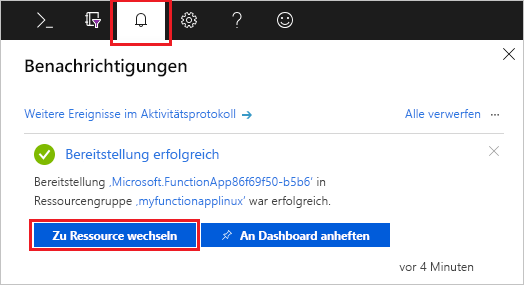 Benachrichtigungen
Weitere Ereignisse im Aktivitätsprotokoll →
Alle verwerfen ...
Bereitstellung erfolgreich
Bereitstellung ‚Microsoft.FunctionApp86f69f50-b5b6‘ in
Ressourcengruppe ‚myfunctionapplinux‘ war erfolgreich.
Zu Ressource wechseln
An Dashboard anheften
vor 4 Minuten